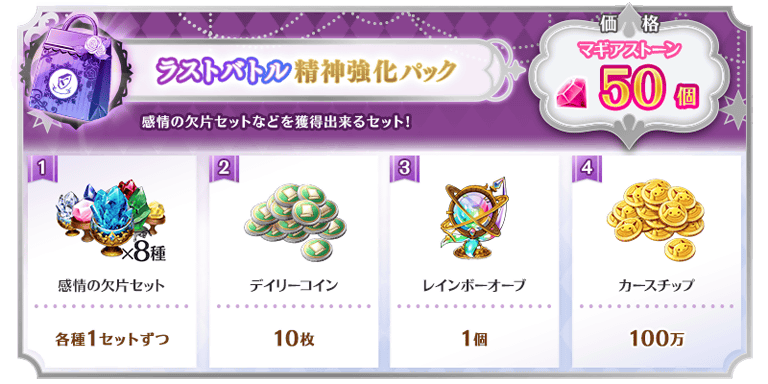 価格
マギアストーン
50個
ラストバトル精神強化パック
感情の欠片セットなどを獲得出来るセット!
1
×8種
感情の欠片セット
各種1セットずつ
2
デイリーコイン
10枚
3
レインボーオーブ
1個
4
カースチップ
100万